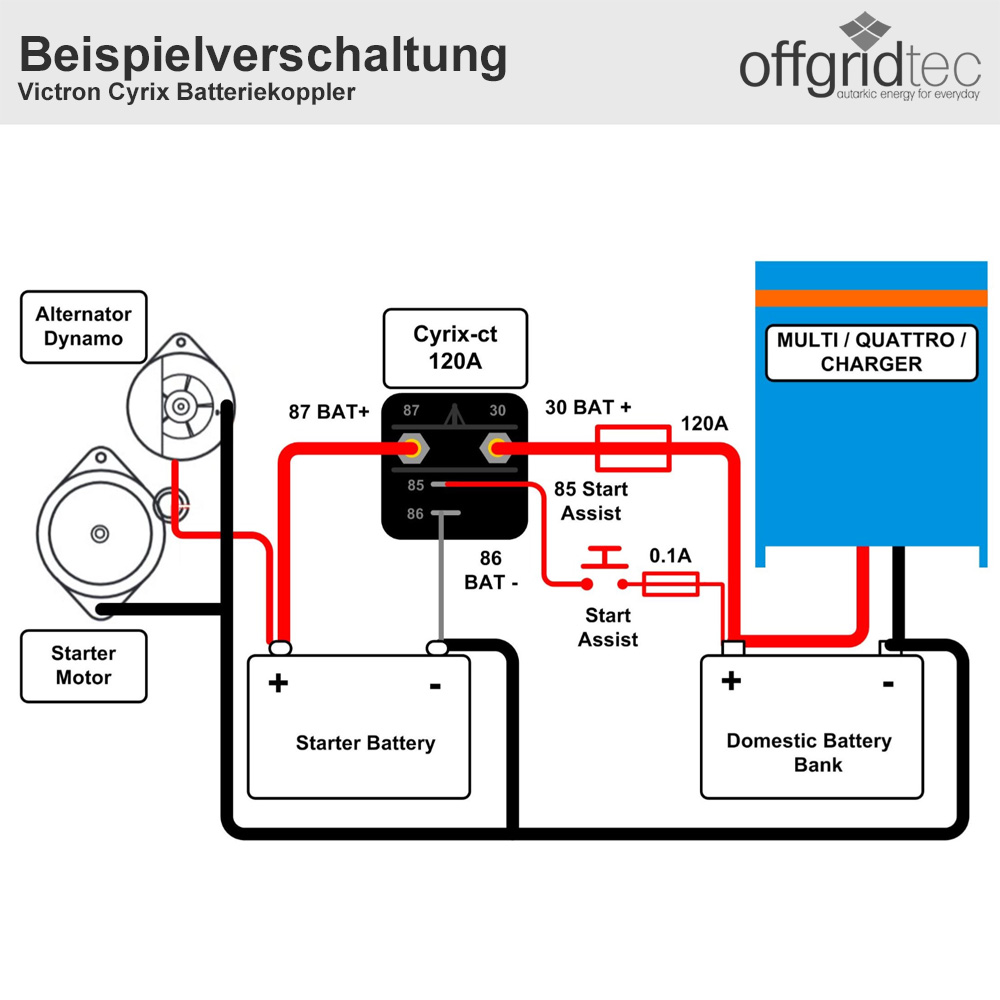 Beispielverschaltung
Victron Cyrix Batteriekoppler
offgridtec
autarkic energy for everyday
Alternator
Dynamo
Cyrix-ct
120A
MULTI / QUATTRO /
CHARGER
87 BAT+
87
30
30 BAT +
120A
85
86
85 Start
Assist
86
BAT -
0.1A
Start
Assist
Starter
Motor
+
-
Starter Battery
+
-
Domestic Battery
Bank